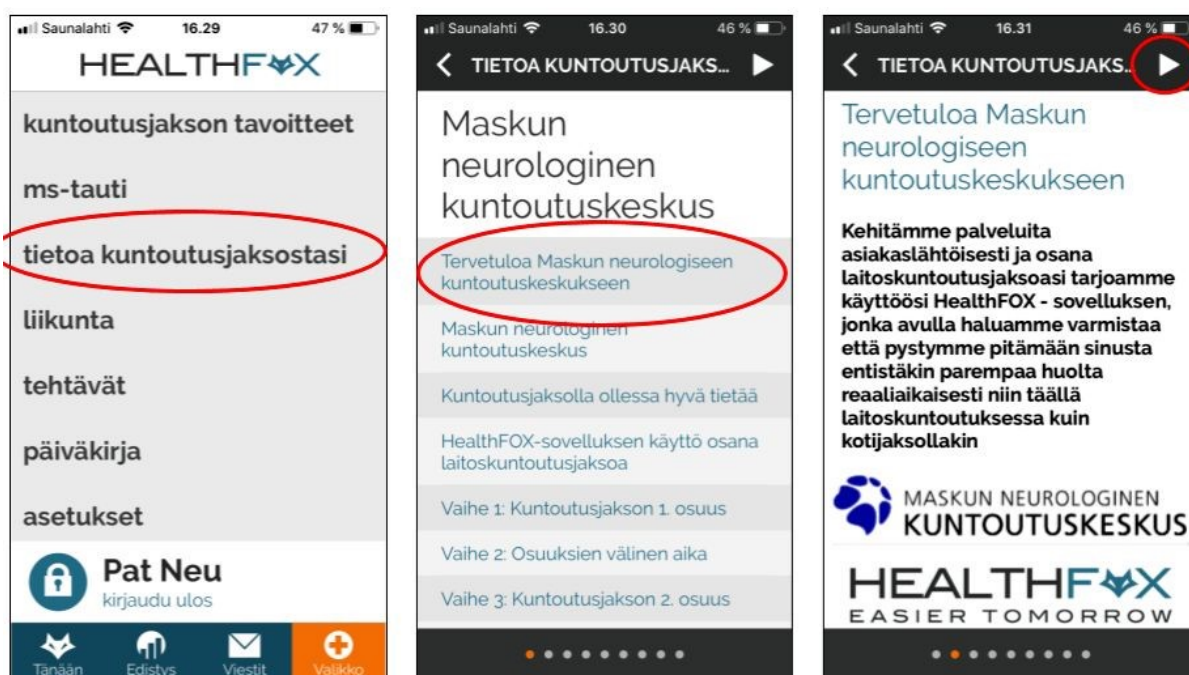 Saunalahti 16.29 47 %
HEALTHFOX
kuntoutusjakson tavoitteet
ms-tauti
tietoa kuntoutusjaksostasi
liikunta
tehtävät
päiväkirja
asetukset
Pat Neu
kirjaudu ulos
Tänään Edistys Viestit Valikko
Saunalahti 16.30 46 %
TIETOA KUNTOUTUSJAKS...
Maskun
neurologinen
kuntoutuskeskus
Tervetuloa Maskun neurologiseen
kuntoutuskeskukseen
Maskun neurologinen
kuntoutuskeskus
Kuntoutusjaksolla ollessa hyvä tietää
HealthFOX-sovelluksen käyttö osana
laitoskuntoutusjaksoa
Vaihe 1: Kuntoutusjakson 1. osuus
Vaihe 2: Osuuksien välinen aika
Vaihe 3: Kuntoutusjakson 2. osuus
Saunalahti 16.31 46 %
TIETOA KUNTOUTUSJAKS..
Tervetuloa Maskun
neurologiseen
kuntoutuskeskukseen
Kehitämme palveluita
asiakaslähtöisesti ja osana
laitoskuntoutusjaksoasi tarjoamme
käyttöösi HealthFOX - sovelluksen,
jonka avulla haluamme varmistaa
että pystymme pitämään sinusta
entistäkin parempaa huolta
reaaliaikaisesti niin täällä
laitoskuntoutuksessa kuin
kotijaksollakin
MASKUN NEUROLOGINEN
KUNTOUTUSKESKUS
HEALTHFOX
EASIER TOMORROW